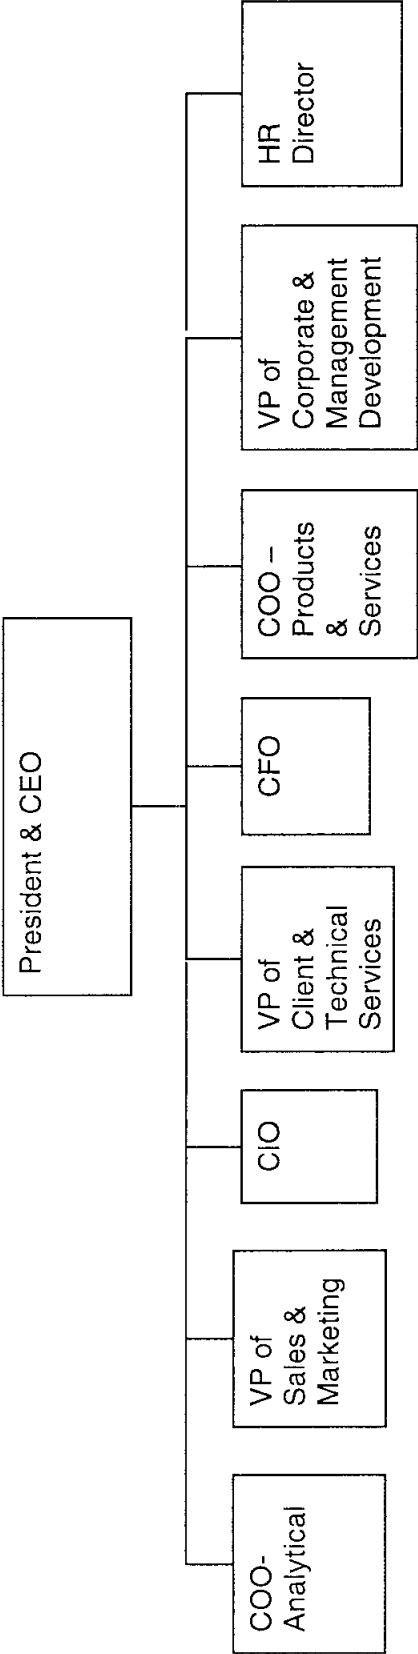 President & CEO
COO-
Analytical
VP of
Sales &
Marketing
CIO
VP of
Client &
Technical
Services
CFO
COO –
Products
&
Services
VP of
Corporate &
Management
Development
HR
Director